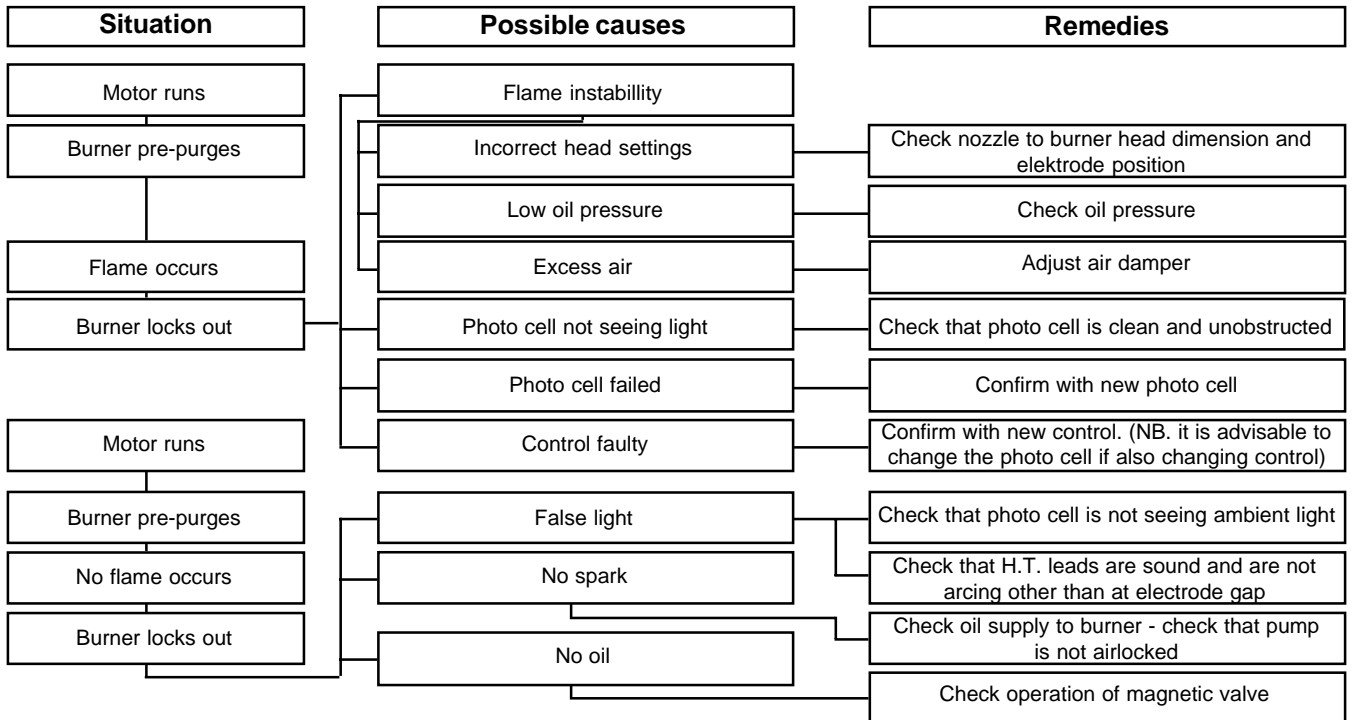 Situation
Possible causes
Remedies
Motor runs
Flame instabillity
Burner pre-purges
Incorrect head settings
Check nozzle to burner head dimension and
elektrode position
Low oil pressure
Check oil pressure
Flame occurs
Excess air
Adjust air damper
Burner locks out
Photo cell not seeing light
Check that photo cell is clean and unobstructed
Photo cell failed
Confirm with new photo cell
Motor runs
Control faulty
Confirm with new control. (NB. it is advisable to
change the photo cell if also changing control)
Burner pre-purges
False light
Check that photo cell is not seeing ambient light
No flame occurs
No spark
Check that H.T. leads are sound and are not
arcing other than at electrode gap
Burner locks out
No oil
Check oil supply to burner - check that pump
is not airlocked
Check operation of magnetic valve